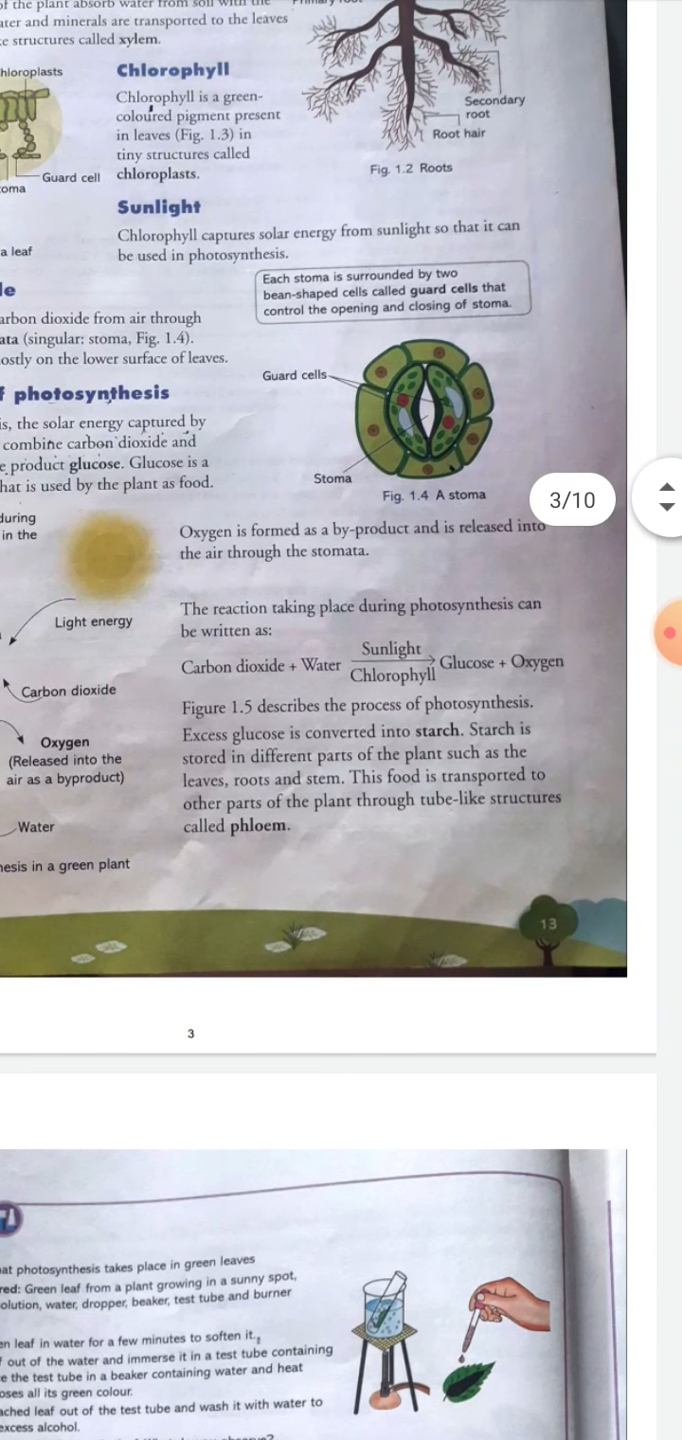 of the plant absorb water from soil with the
ater and minerals are transported to the leaves
e structures called xylem.
hloroplasts
Guard cell
oma
a leaf
Chlorophyll
Chlorophyll is a green-
coloured pigment present
in leaves (Fig. 1.3) in
tiny structures called
chloroplasts.
Secondary
root
Root hair
Fig. 1.2 Roots
Sunlight
Chlorophyll captures solar energy from sunlight so that it can
be used in photosynthesis.
Each stoma is surrounded by two
bean-shaped cells called guard cells that
control the opening and closing of stoma.
le
arbon dioxide from air through
ata (singular: stoma, Fig. 1.4).
ostly on the lower surface of leaves.
f photosynthesis
is, the solar energy captured by
combine carbon dioxide and
e product glucose. Glucose is a
hat is used by the plant as food.
Guard cells
Stoma
Fig. 1.4 A stoma
3/10
during
in the
Light energy
Carbon dioxide
Oxygen
(Released into the
air as a byproduct)
Water
nesis in a green plant
Oxygen is formed as a by-product and is released into
the air through the stomata.
The reaction taking place during photosynthesis can
be written as:
Sunlight
Carbon dioxide + Water → Glucose + Oxygen
Chlorophyll
Figure 1.5 describes the process of photosynthesis.
Excess glucose is converted into starch. Starch is
stored in different parts of the plant such as the
leaves, roots and stem. This food is transported to
other parts of the plant through tube-like structures
called phloem.
13
3
hat photosynthesis takes place in green leaves
red: Green leaf from a plant growing in a sunny spot,
olution, water, dropper, beaker, test tube and burner
en leaf in water for a few minutes to soften it.
f out of the water and immerse it in a test tube containing
e the test tube in a beaker containing water and heat
oses all its green colour.
ached leaf out of the test tube and wash it with water to
excess alcohol.